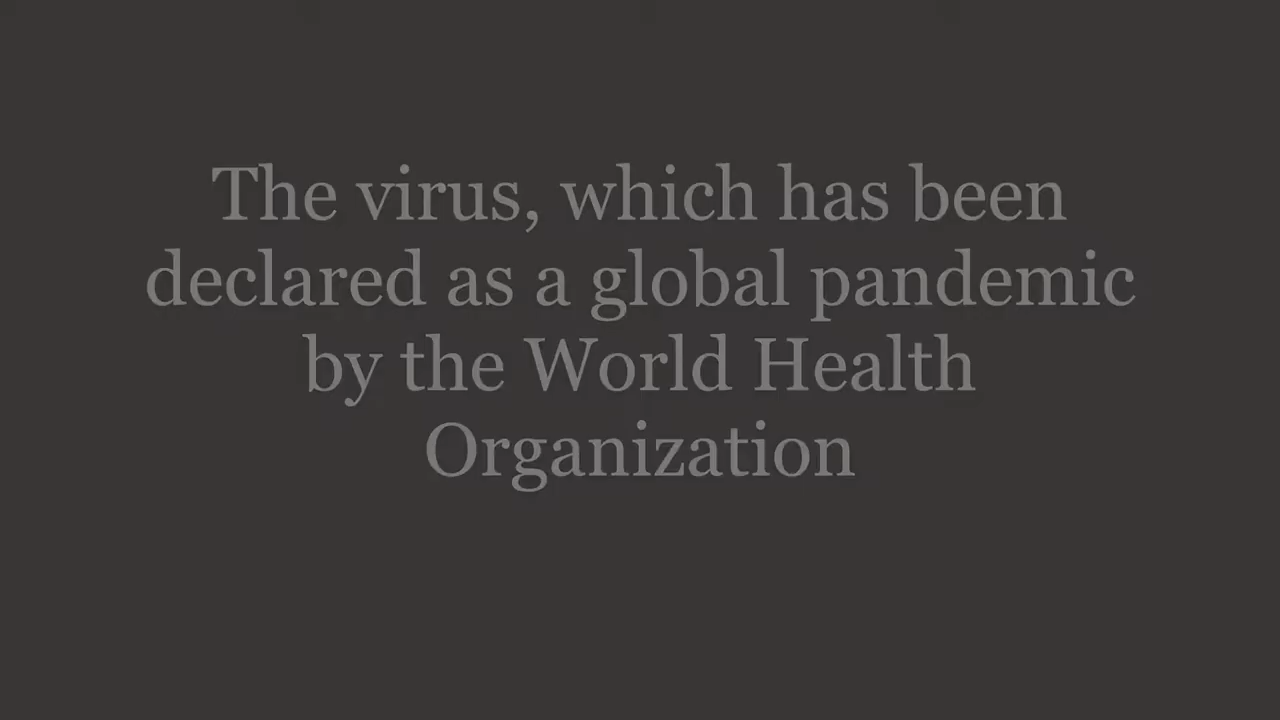 The virus, which has been
declared as a global pandemic
by the World Health
Organization